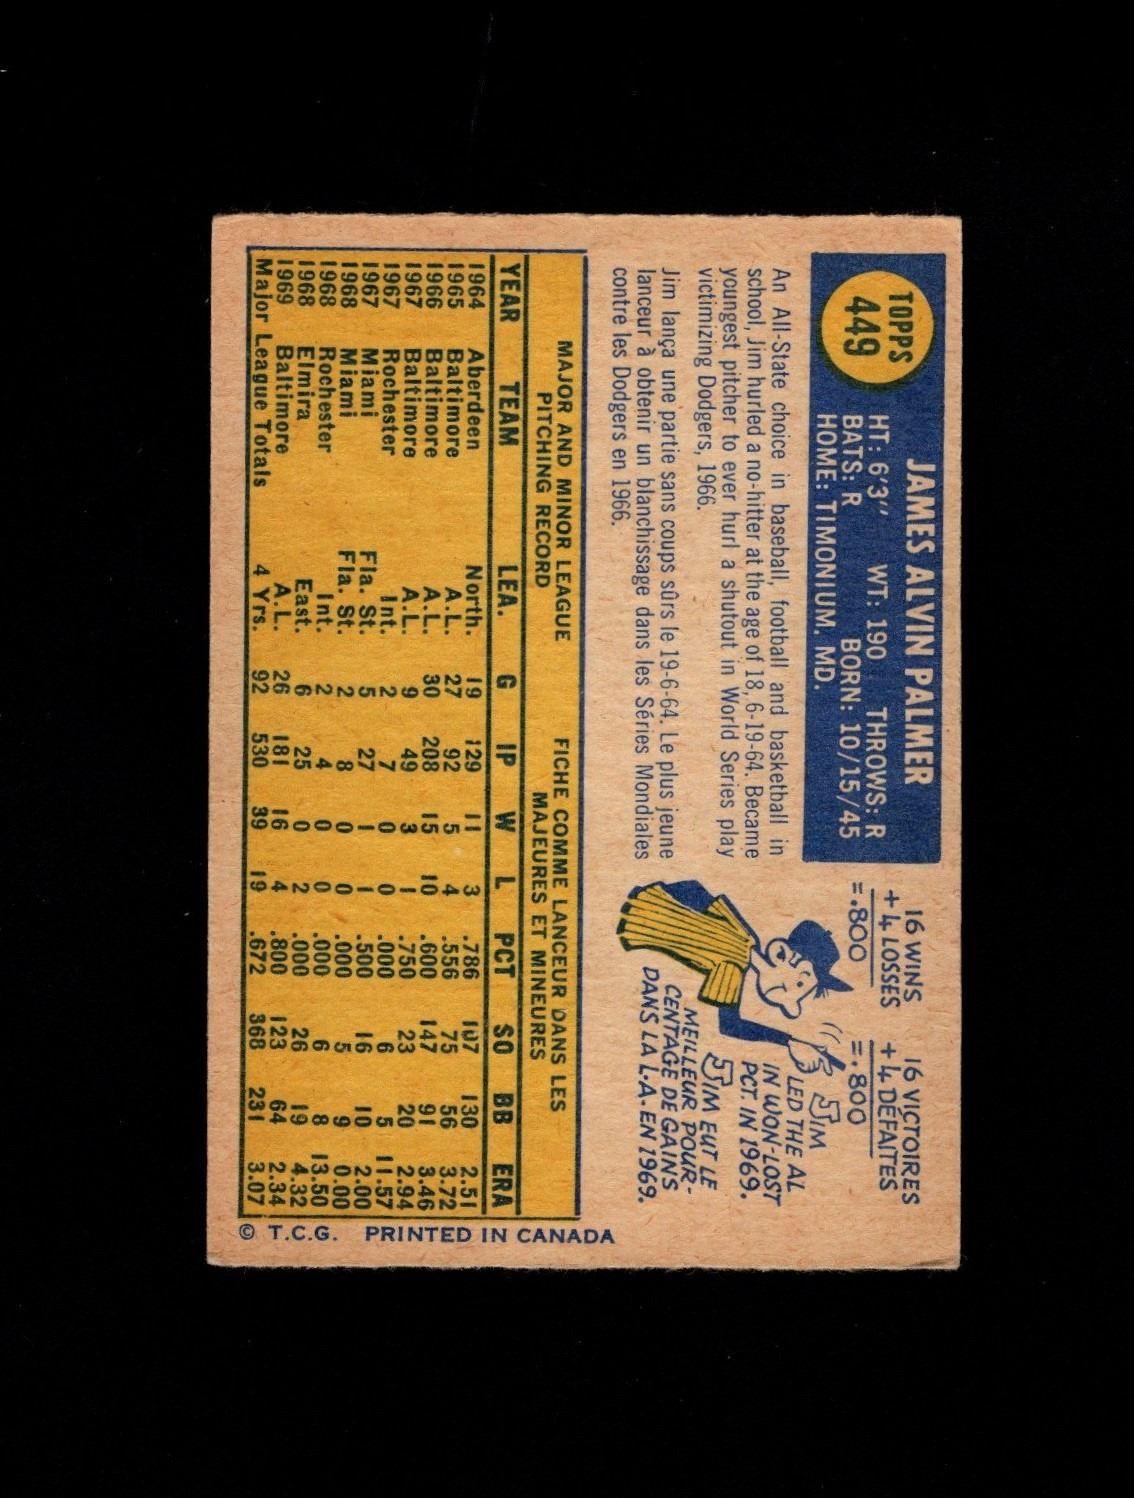 TOPPS
449
JAMES ALVIN PALMER
HT: 6'3" WT: 190 THROWS: R
BATS: R BORN: 10/15/45
HOME: TIMONIUM, MD.
An All-State choice in baseball, football and basketball in
school, Jim hurled a no-hitter at the age of 18, 6-19-64. Became
youngest pitcher to ever hurl a shutout in World Series play
victimizing Dodgers, 1966.
Jim lança une partie sans coups sûrs le 19-6-64. Le plus jeune
lanceur à obtenir un blanchissage dans les Séries Mondiales
contre les Dodgers en 1966.
16 WINS
+ 4 LOSSES
=.800
16 VICTOIRES
+ 4 DÉFAITES
=.800
JIM
LED THE AL
IN WON-LOST
PCT. IN 1969.
JIM EUT LE
MEILLEUR POUR-
CENTAGE DE GAINS
DANS LA L.A. EN 1969.
MAJOR AND MINOR LEAGUE
PITCHING RECORD
FICHE COMME LANCEUR DANS LES
MAJEURES ET MINEURES
YEAR TEAM LEA. G IP W L PCT SO BB ERA
1964 Aberdeen North. 19 129 11 3 .786 107 130 2.51
1965 Baltimore A.L. 27 92 5 4 .556 75 56 3.72
1966 Baltimore A.L. 30 208 15 10 .600 147 91 3.46
1967 Baltimore A.L. 9 49 3 1 .750 23 20 2.94
1967 Rochester Int. 2 7 0 0 .000 6 5 11.57
1967 Miami Fla. St. 5 27 1 1 .500 16 10 2.00
1968 Miami Fla. St. 2 8 0 0 .000 5 9 0.00
1968 Rochester Int. 2 4 0 0 .000 6 8 13.50
1968 Elmira East. 6 25 0 2 .000 26 19 4.32
1969 Baltimore A.L. 26 181 16 4 .800 123 64 2.34
Major League Totals 4 Yrs. 92 530 39 19 .672 368 231 3.07
© T.C.G. PRINTED IN CANADA